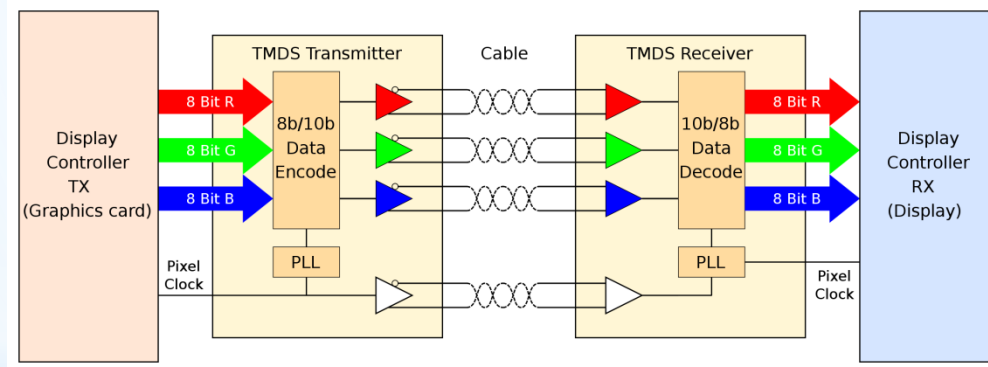 Display
Controller
TX
(Graphics card)
8 Bit R
8 Bit G
8 Bit B
Pixel
Clock
TMDS Transmitter
8b/10b
Data
Encode
PLL
Cable
TMDS Receiver
10b/8b
Data
Decode
PLL
8 Bit R
8 Bit G
8 Bit B
Pixel
Clock
Display
Controller
RX
(Display)